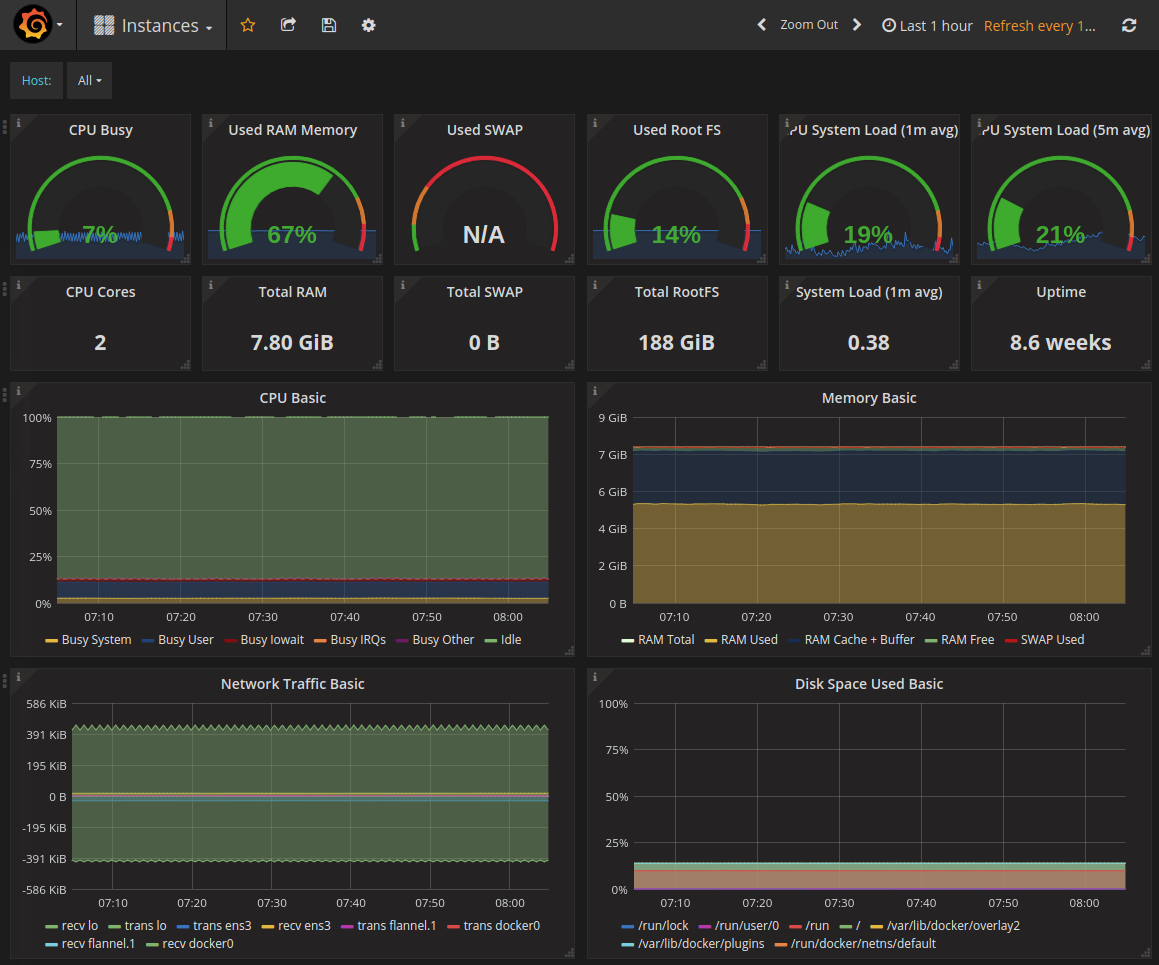 Instances
Zoom Out
Last 1 hour Refresh every 1...
Host: All
CPU Busy
7%
Used RAM Memory
67%
Used SWAP
N/A
Used Root FS
14%
PU System Load (1m avg)
19%
PU System Load (5m avg)
21%
CPU Cores
2
Total RAM
7.80 GiB
Total SWAP
0 B
Total RootFS
188 GiB
System Load (1m avg)
0.38
Uptime
8.6 weeks
CPU Basic
100%
75%
50%
25%
0%
07:10 07:20 07:30 07:40 07:50 08:00
Busy System Busy User Busy Iowait Busy IRQs Busy Other Idle
Memory Basic
9 GiB
7 GiB
6 GiB
4 GiB
2 GiB
0 B
07:10 07:20 07:30 07:40 07:50 08:00
RAM Total RAM Used RAM Cache + Buffer RAM Free SWAP Used
Network Traffic Basic
586 KiB
391 KiB
195 KiB
0 B
-195 KiB
-391 KiB
-586 KiB
07:10 07:20 07:30 07:40 07:50 08:00
recv lo trans lo trans ens3 recv ens3 trans flannel.1 trans docker0
recv flannel.1 recv docker0
Disk Space Used Basic
100%
75%
50%
25%
0%
07:10 07:20 07:30 07:40 07:50 08:00
/run/lock /run/user/0 /run / /var/lib/docker/overlay2
/var/lib/docker/plugins /run/docker/netns/default